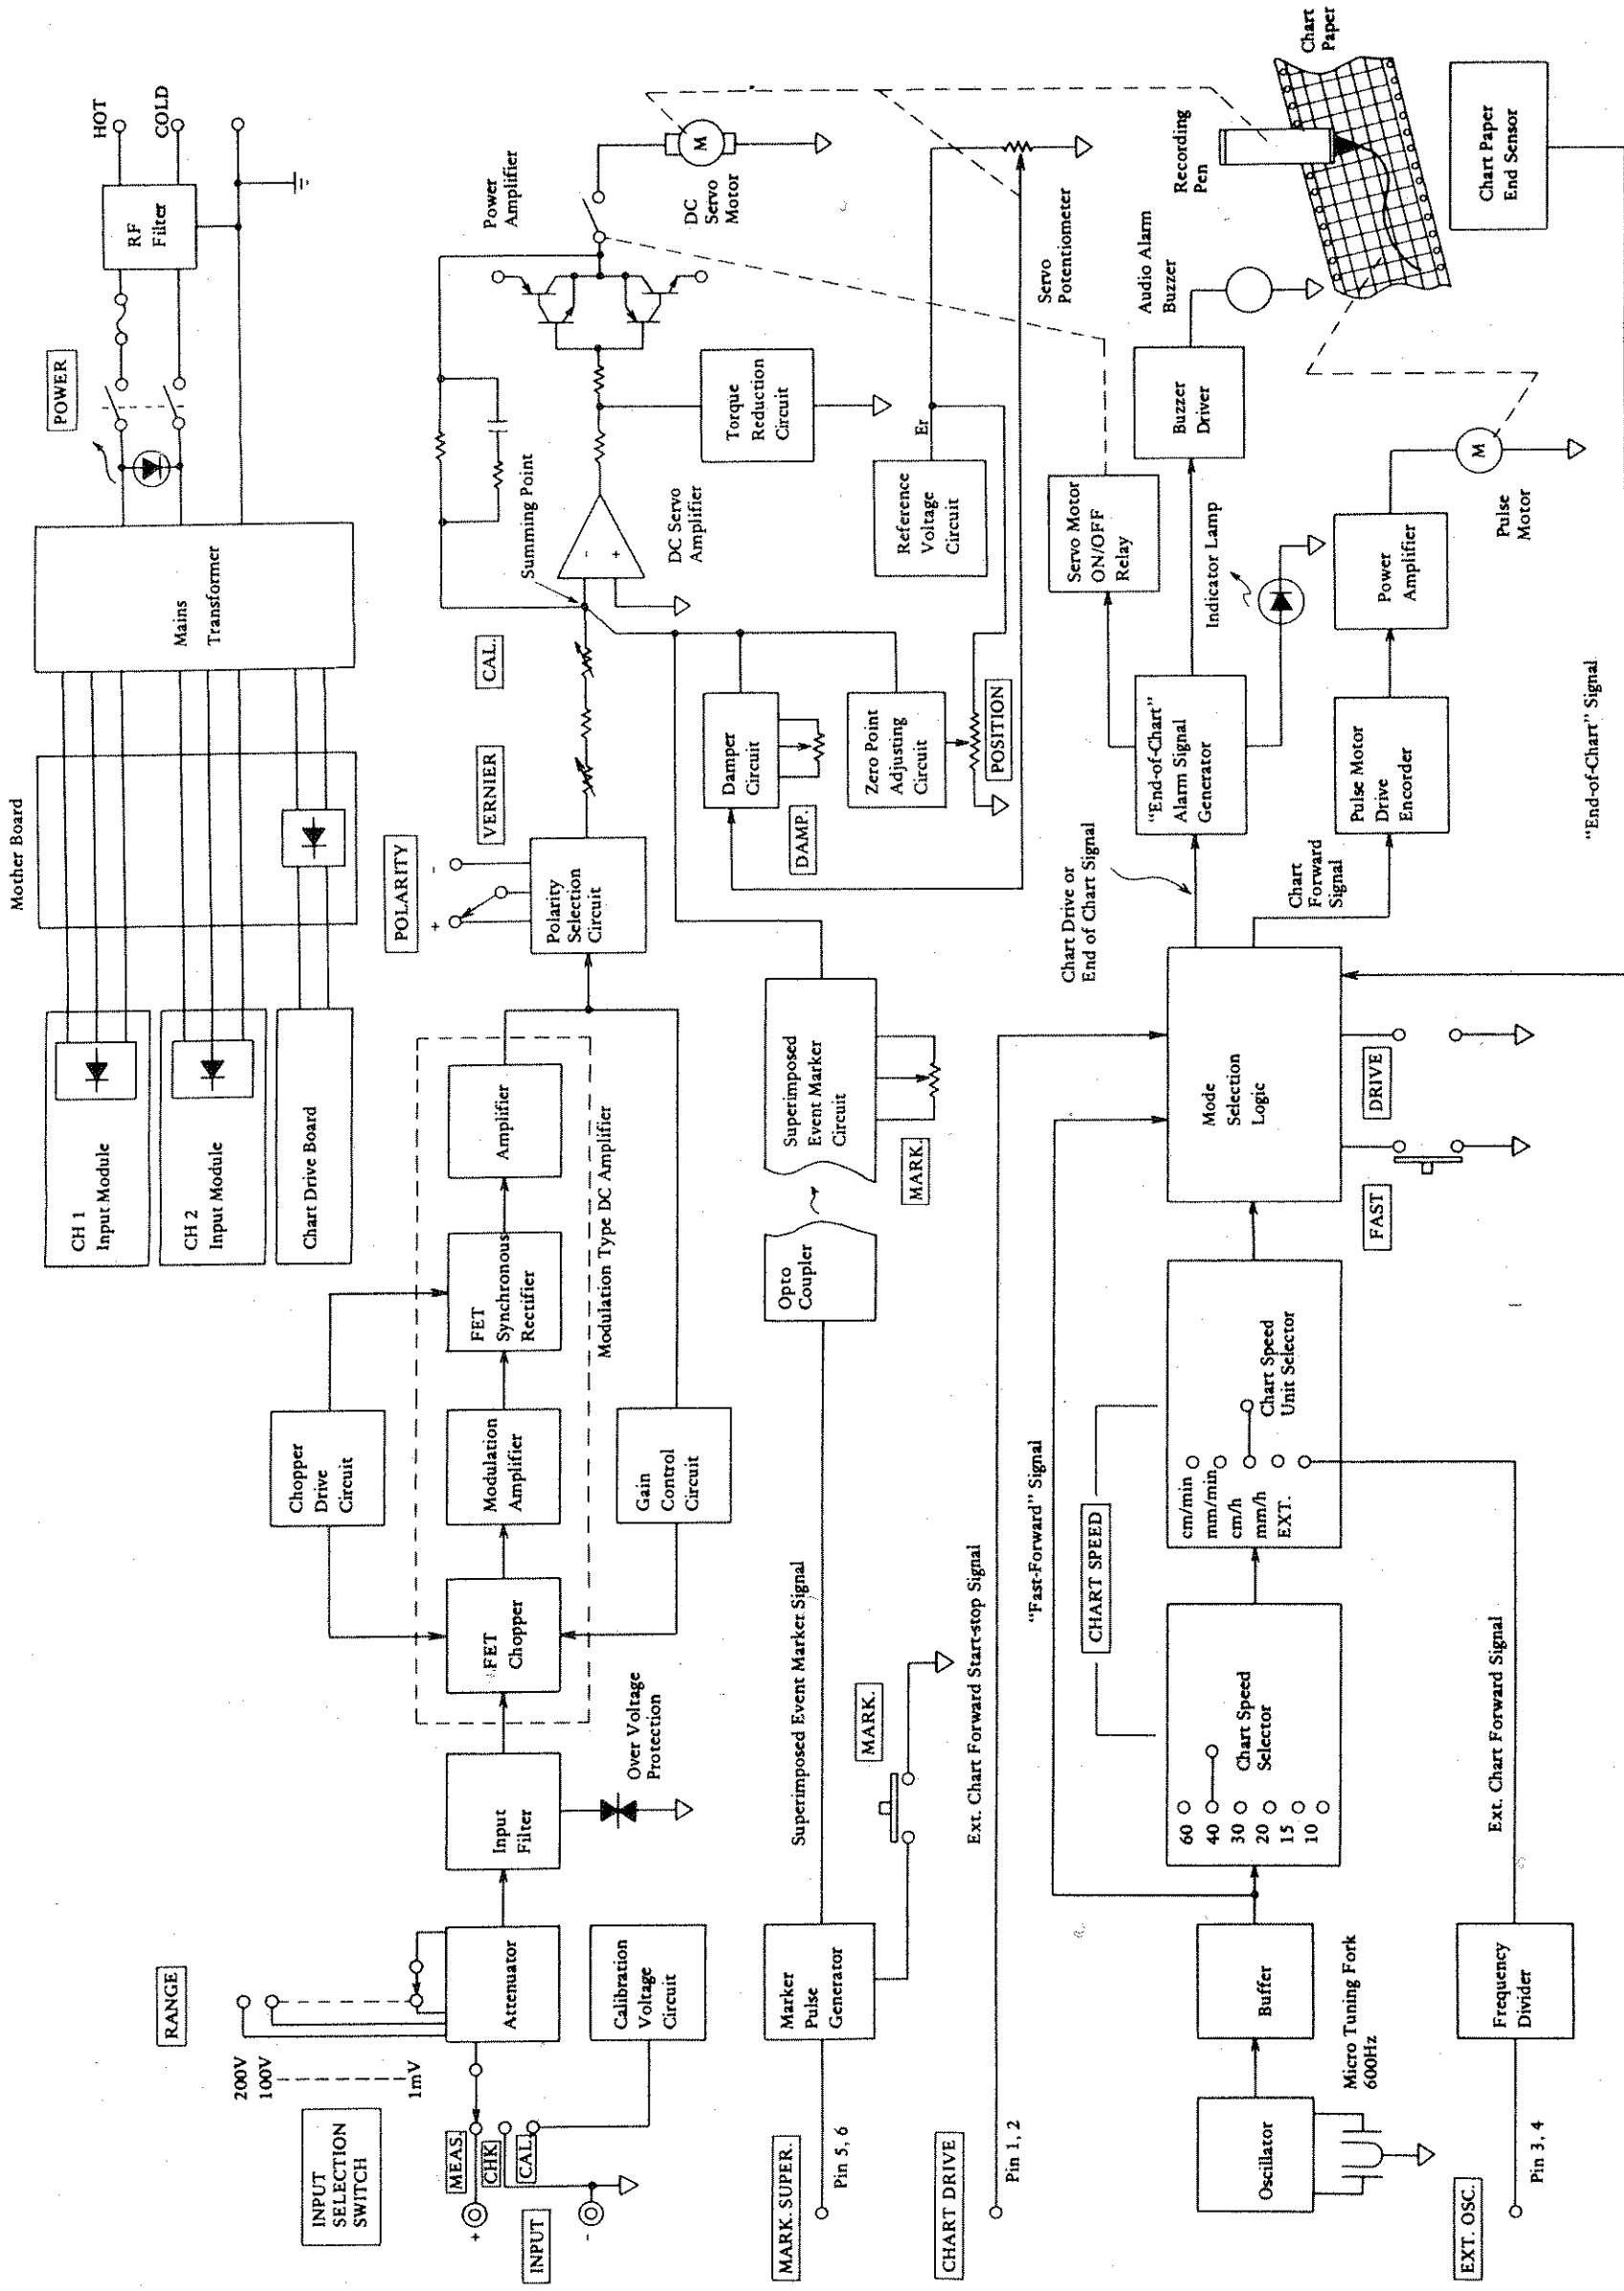 INPUT
SELECTION
SWITCH
RANGE
200V
100V
1mV
MEAS.
CHK
CAL.
INPUT
+
-
Attenuator
Calibration
Voltage
Circuit
Input
Filter
Over Voltage
Protection
FET
Chopper
Modulation
Amplifier
FET
Synchronous
Rectifier
Amplifier
Modulation Type DC Amplifier
Chopper
Drive
Circuit
Gain
Control
Circuit
CH 1
Input Module
CH 2
Input Module
Chart Drive Board
Mother Board
Mains
Transformer
POWER
RF
Filter
HOT
COLD
POLARITY
+
-
Polarity
Selection
Circuit
VERNIER
CAL.
Summing Point
-
+
DC Servo
Amplifier
Torque
Reduction
Circuit
Power
Amplifier
M
DC
Servo
Motor
Damper
Circuit
DAMP.
Zero Point
Adjusting
Circuit
POSITION
Reference
Voltage
Circuit
Er
Servo
Potentiometer
MARK. SUPER.
Pin 5, 6
Marker
Pulse
Generator
MARK.
Superimposed Event Marker Signal
Opto
Coupler
Superimposed
Event Marker
Circuit
MARK.
CHART DRIVE
Pin 1, 2
Ext. Chart Forward Start-stop Signal
"Fast-Forward" Signal
Oscillator
Micro Tuning Fork
600Hz
Buffer
CHART SPEED
60
40
30
20
15
10
Chart Speed
Selector
cm/min
mm/min
cm/h
mm/h
EXT.
Chart Speed
Unit Selector
Mode
Selection
Logic
FAST
DRIVE
Chart Drive or
End of Chart Signal
Chart
Forward
Signal
"End-of-Chart"
Alarm Signal
Generator
Servo Motor
ON/OFF
Relay
Indicator Lamp
Buzzer
Driver
Audio Alarm
Buzzer
Pulse Motor
Drive
Encorder
Power
Amplifier
M
Pulse
Motor
Recording
Pen
Chart
Paper
Chart Paper
End Sensor
"End-of-Chart" Signal
EXT. OSC.
Pin 3, 4
Frequency
Divider
Ext. Chart Forward Signal